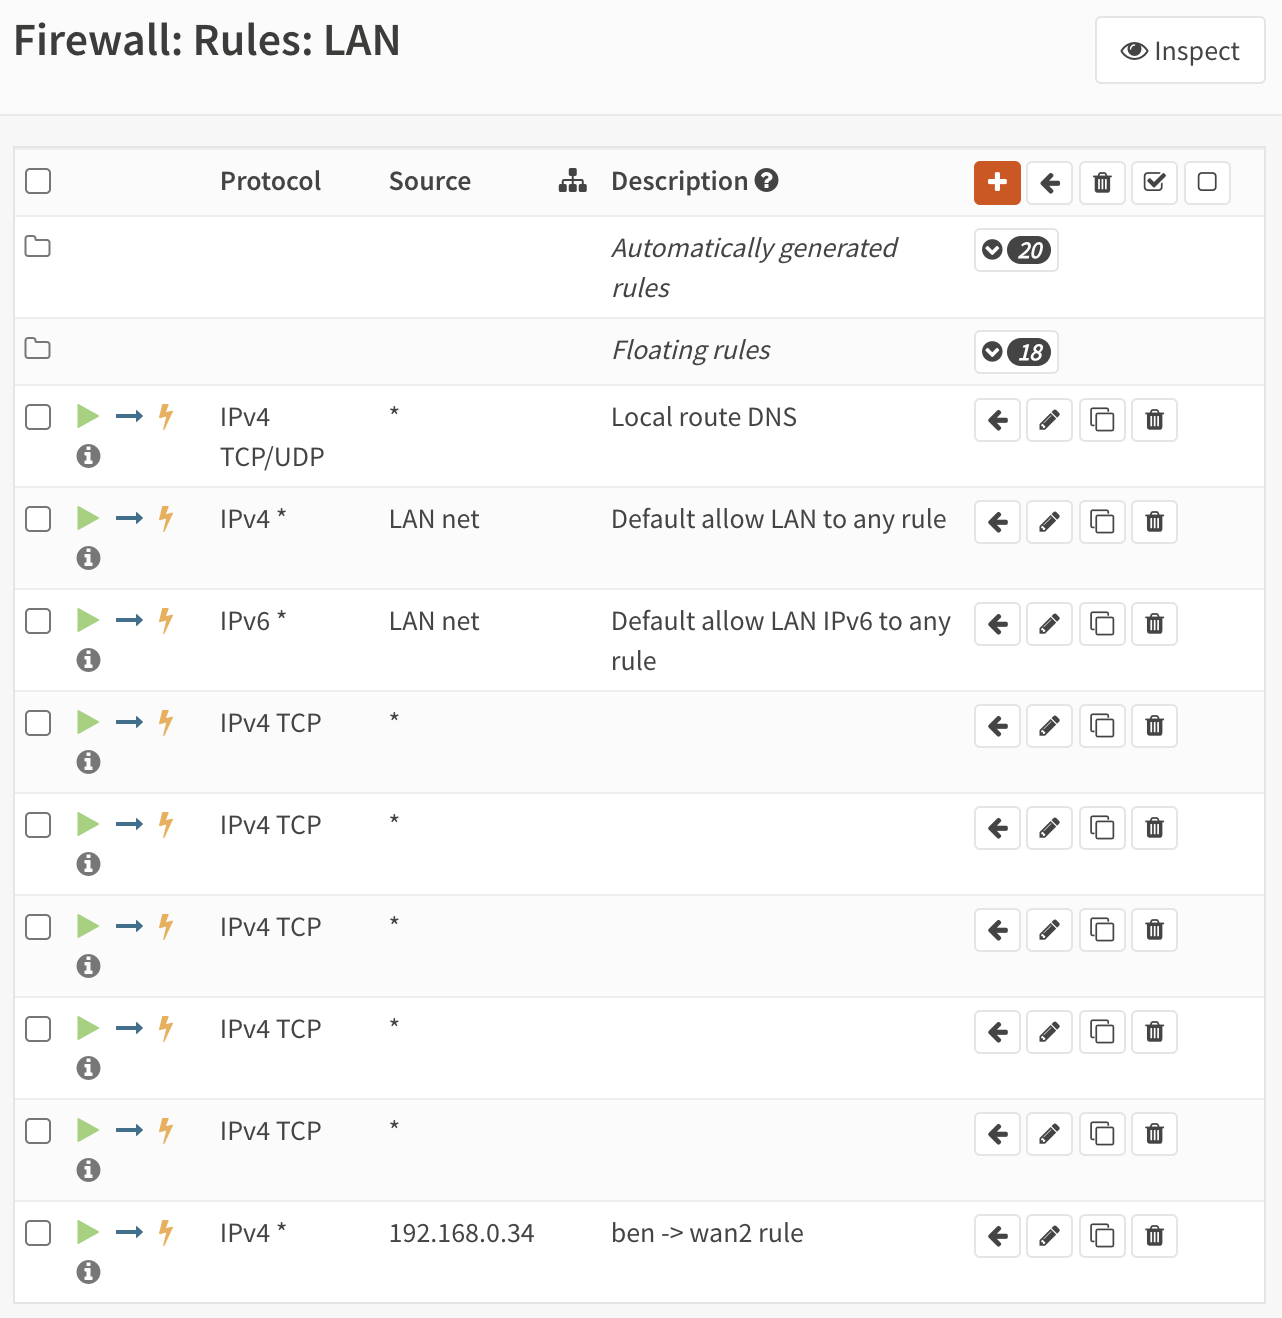 Firewall: Rules: LAN
Inspect
Protocol Source Description
Automatically generated
rules
20
Floating rules
18
IPv4
TCP/UDP
*
Local route DNS
IPv4 * LAN net Default allow LAN to any rule
IPv6 * LAN net Default allow LAN IPv6 to any
rule
IPv4 TCP *
IPv4 TCP *
IPv4 TCP *
IPv4 TCP *
IPv4 TCP *
IPv4 * 192.168.0.34 ben -> wan2 rule